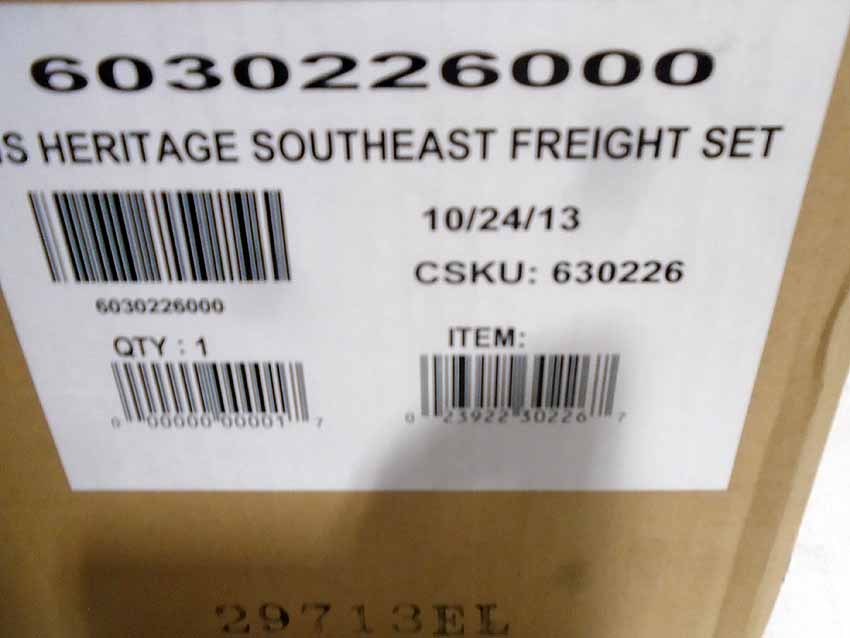 6030226000
NS HERITAGE SOUTHEAST FREIGHT SET
10/24/13
CSKU: 630226
6030226000
QTY : 1
ITEM:
0 00000 00001 7
0 23922 30226 7
29713EL